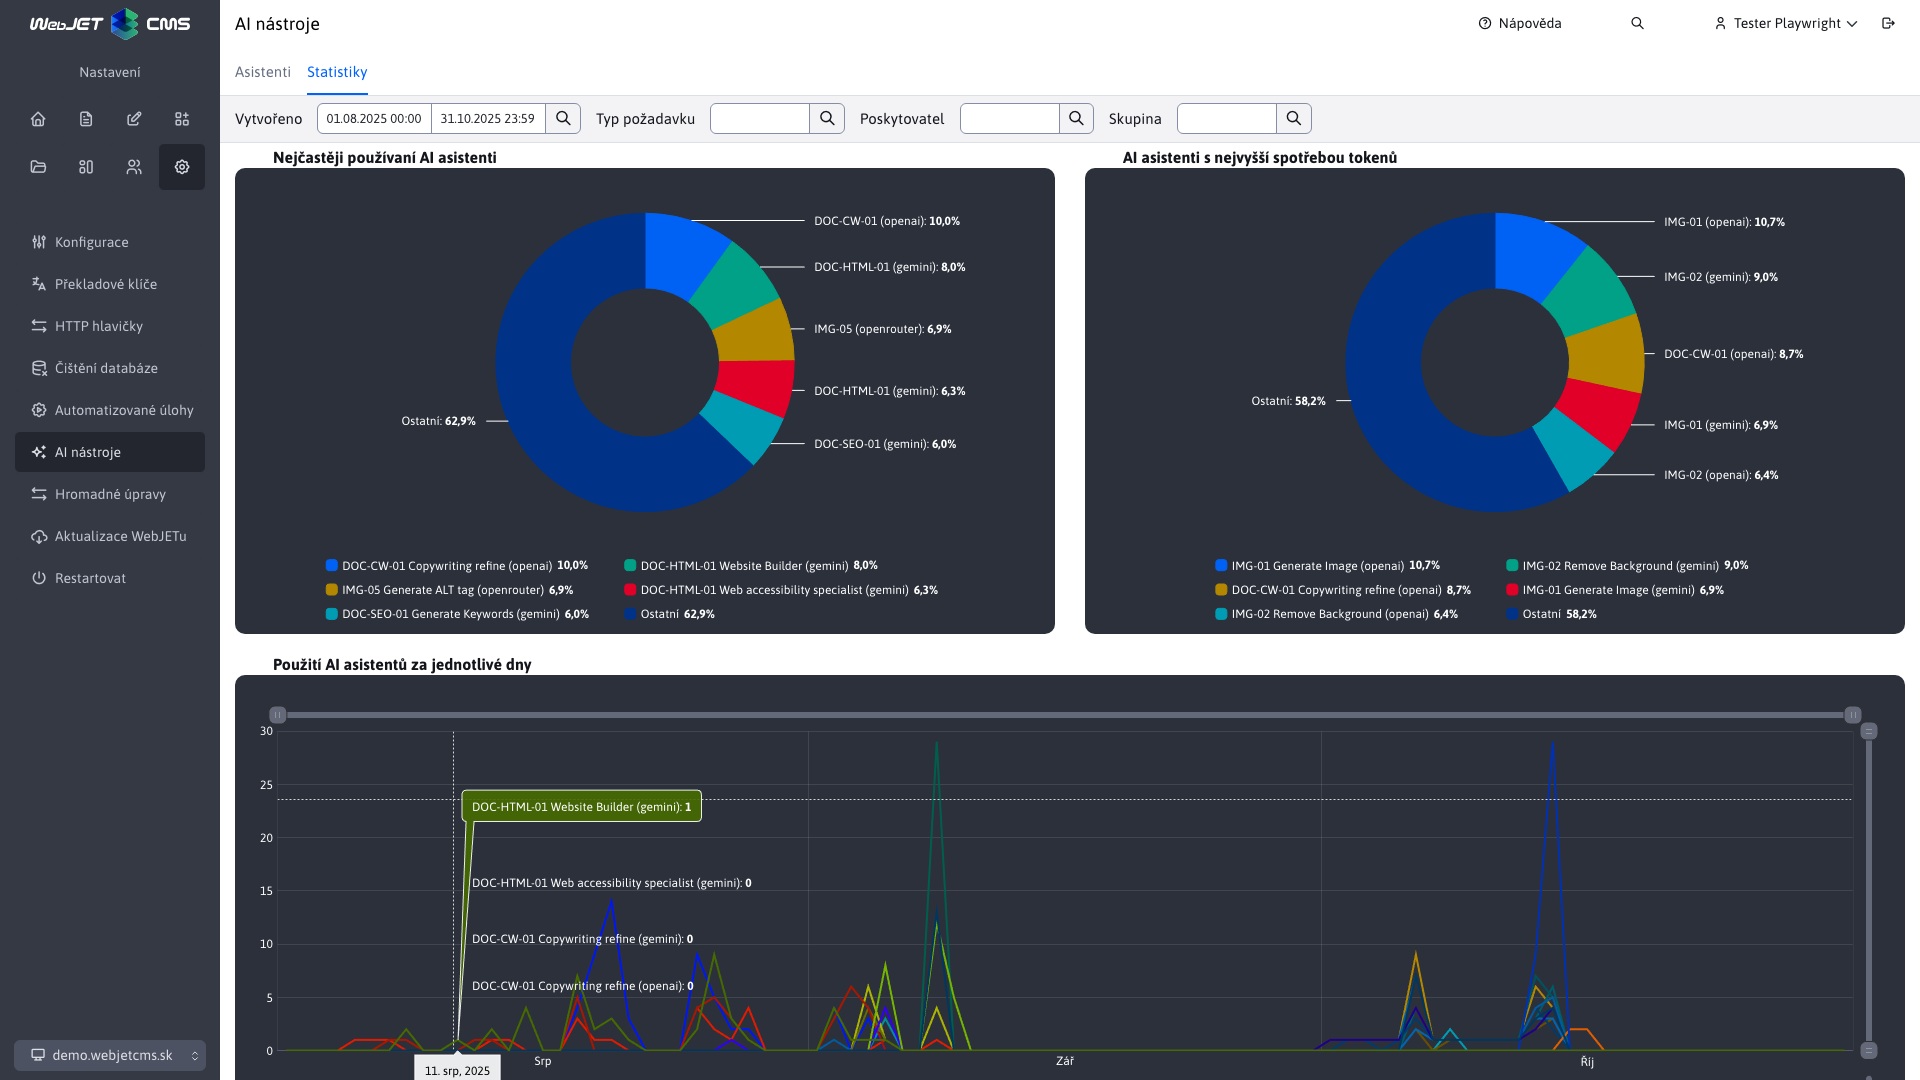 WebJET CMS
AI nástroje
Nápověda
Tester Playwright
Nastavení
Asistenti
Statistiky
Vytvořeno
01.08.2025 00:00
31.10.2025 23:59
Typ požadavku
Poskytovatel
Skupina
Konfigurace
Překladové klíče
HTTP hlavičky
Čištění databáze
Automatizované úlohy
AI nástroje
Hromadné úpravy
Aktualizace WebJETu
Restartovat
demo.webjetcms.sk
Nejčastěji používaní AI asistenti
DOC-CW-01 (openai): 10,0%
DOC-HTML-01 (gemini): 8,0%
IMG-05 (openrouter): 6,9%
DOC-HTML-01 (gemini): 6,3%
DOC-SEO-01 (gemini): 6,0%
Ostatní: 62,9%
DOC-CW-01 Copywriting refine (openai) 10,0%
DOC-HTML-01 Website Builder (gemini) 8,0%
IMG-05 Generate ALT tag (openrouter) 6,9%
DOC-HTML-01 Web accessibility specialist (gemini) 6,3%
DOC-SEO-01 Generate Keywords (gemini) 6,0%
Ostatní 62,9%
AI asistenti s nejvyšší spotřebou tokenů
IMG-01 (openai): 10,7%
IMG-02 (gemini): 9,0%
DOC-CW-01 (openai): 8,7%
IMG-01 (gemini): 6,9%
IMG-02 (openai): 6,4%
Ostatní: 58,2%
IMG-01 Generate Image (openai) 10,7%
IMG-02 Remove Background (gemini) 9,0%
DOC-CW-01 Copywriting refine (openai) 8,7%
IMG-01 Generate Image (gemini) 6,9%
IMG-02 Remove Background (openai) 6,4%
Ostatní 58,2%
Použití AI asistentů za jednotlivé dny
30
25
20
15
10
5
0
DOC-HTML-01 Website Builder (gemini): 1
DOC-HTML-01 Web accessibility specialist (gemini): 0
DOC-CW-01 Copywriting refine (gemini): 0
DOC-CW-01 Copywriting refine (openai): 0
Srp
Zář
Říj
11. srp, 2025